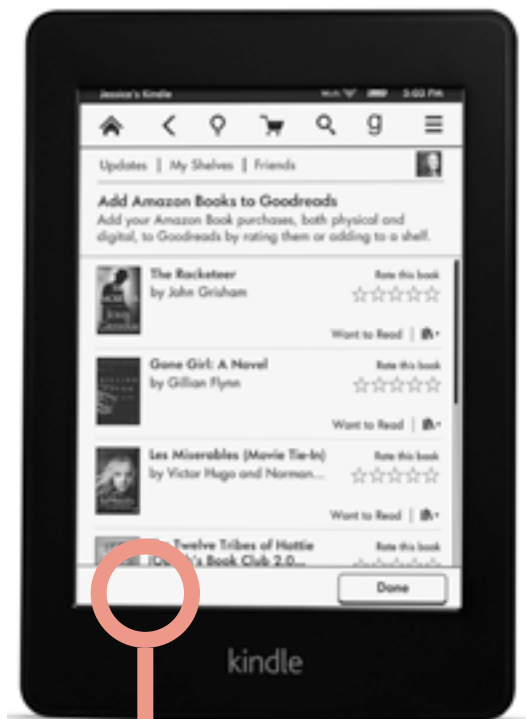 Jessica's Kindle 5:03 PM
g
Updates | My Shelves | Friends
Add Amazon Books to Goodreads
Add your Amazon Book purchases, both physical and
digital, to Goodreads by rating them or adding to a shelf.
The Racketeer
by John Grisham
Rate this book
Want to Read |
Gone Girl: A Novel
by Gillian Flynn
Rate this book
Want to Read |
Les Miserables (Movie Tie-In)
by Victor Hugo and Norman...
Rate this book
Want to Read |
Twelve Tribes of Hattie
Book Club 2.0...
Rate this book
Done
kindle